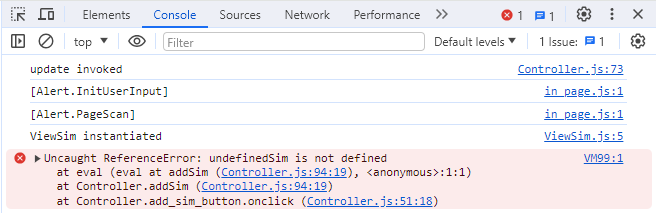 Elements Console Sources Network Performance » 1 1
top Filter Default levels 1 Issue: 1
update invoked Controller.js:73
[Alert.InitUserInput] in page.js:1
[Alert.PageScan] in page.js:1
ViewSim instantiated ViewSim.js:5
Uncaught ReferenceError: undefinedSim is not defined VM99:1
at eval (eval at addSim (Controller.js:94:19), <anonymous>:1:1)
at Controller.addSim (Controller.js:94:19)
at Controller.add_sim_button.onclick (Controller.js:51:18)